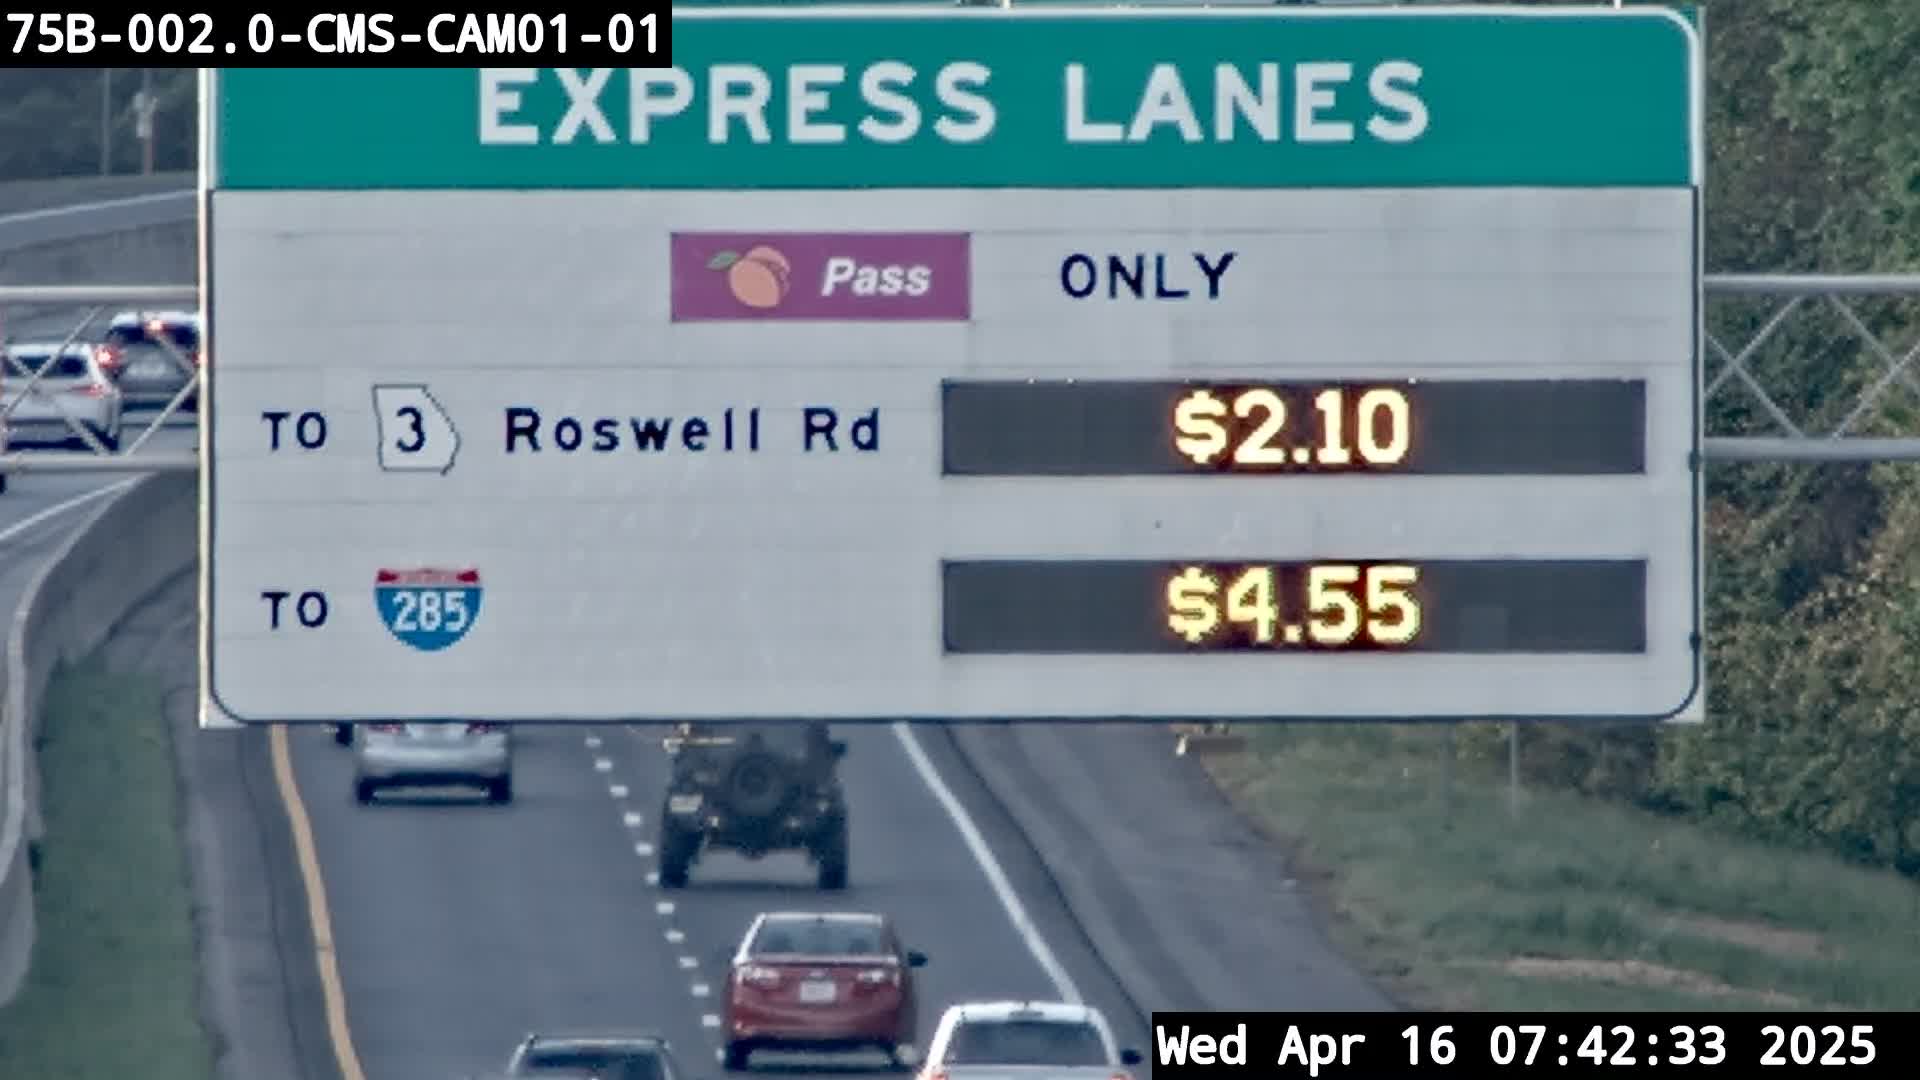 75B-002.0-CMS-CAM01-01
EXPRESS LANES
Pass ONLY
TO 3 Roswell Rd $2.10
TO 285 $4.55
Wed Apr 16 07:42:33 2025